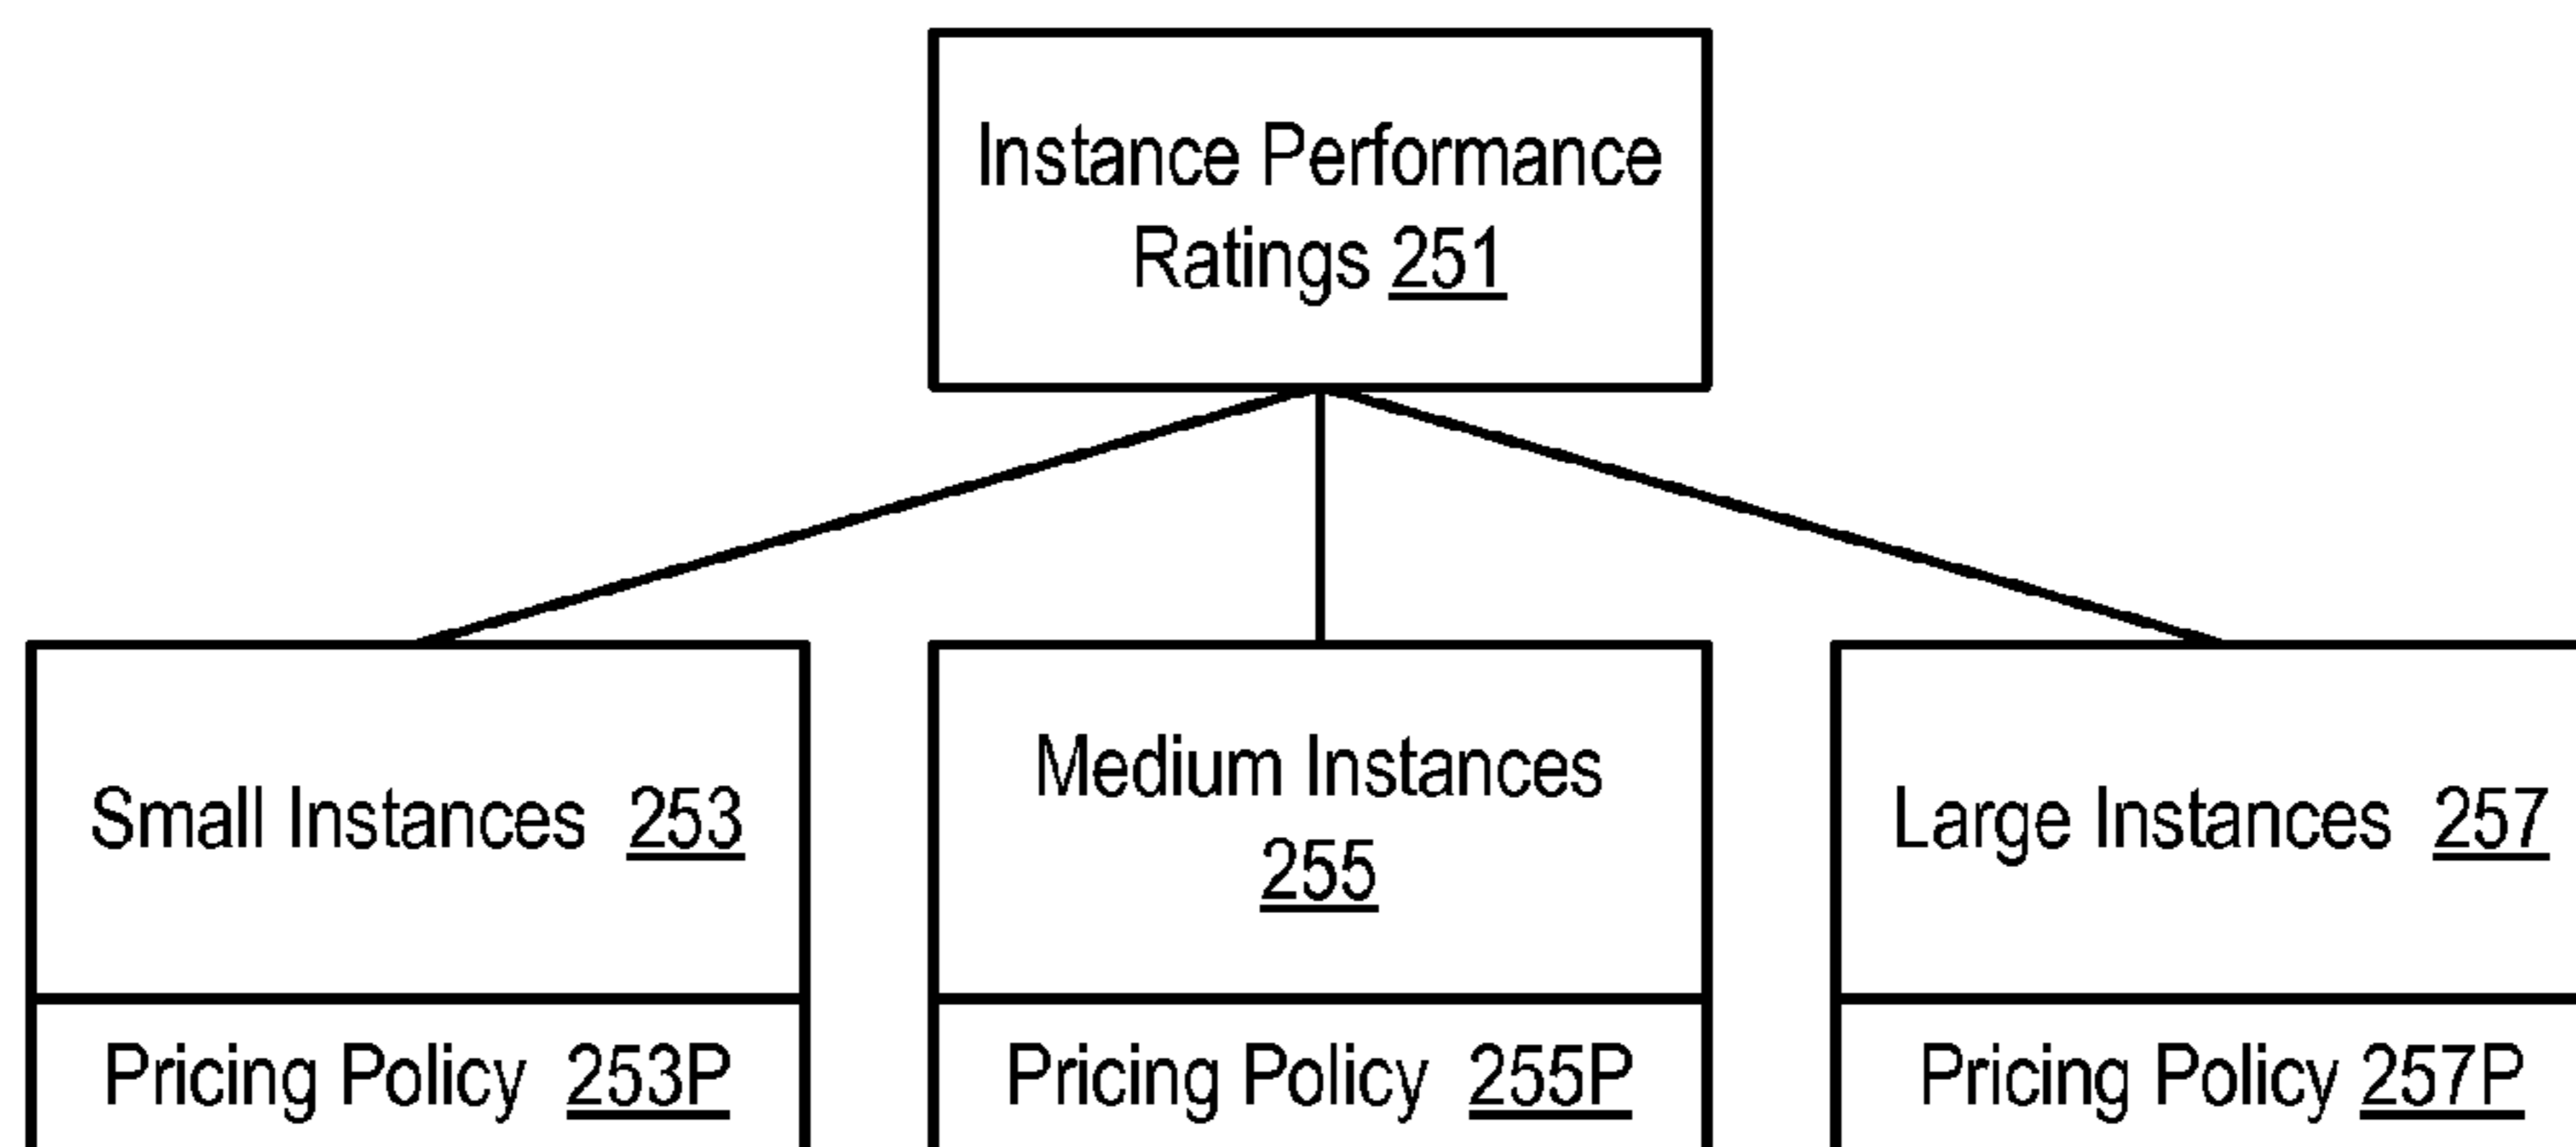 Instance Performance
Ratings 251
Small Instances 253
Medium Instances
255
Large Instances 257
Pricing Policy 253P
Pricing Policy 255P
Pricing Policy 257P